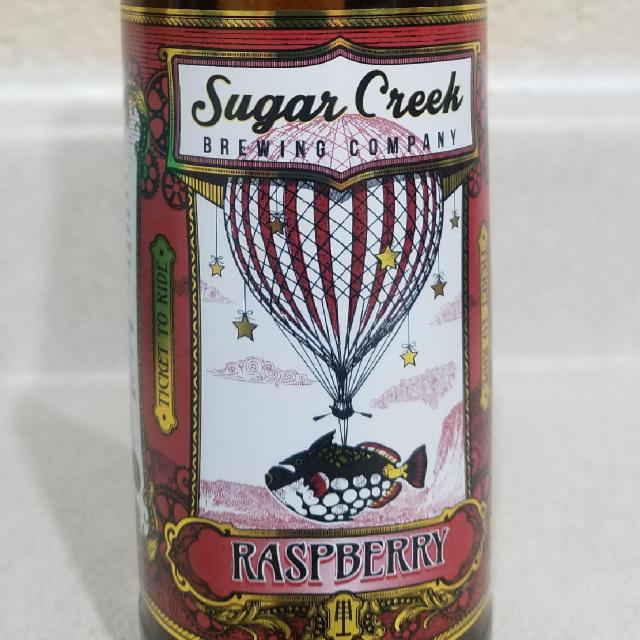 Sugar Creek
BREWING COMPANY
TICKET TO RIDE
RASPBERRY